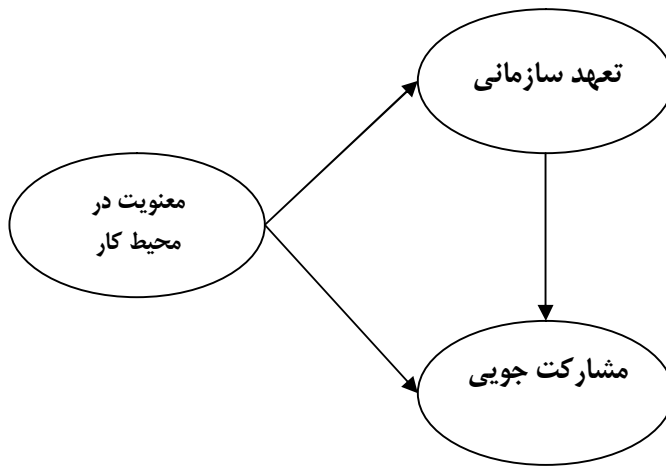 تعهد سازمانی
معنویت در
محیط کار
مشارکت جویی